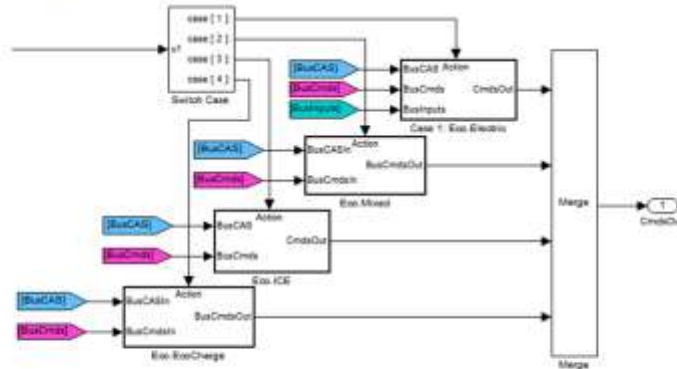 case [ 1 ]
case [ 2 ]
u1
case [ 3 ]
case [ 4 ]
Switch Case
[BusCAS]
[BusCmds]
[BusInputs]
Action
BusCAS
BusCmds
BusInputs
CmdsOut
Case 1: Eco.Electric
[BusCAS]
[BusCmds]
Action
BusCASIn
BusCmdsIn
BusCmdsOut
Eco.Mixed
[BusCAS]
[BusCmds]
Action
BusCAS
BusCmds
CmdsOut
Eco.ICE
[BusCAS]
[BusCmds]
Action
BusCASIn
BusCmdsIn
BusCmdsOut
Eco.EcoCharge
Merge
Merge
1
CmdsOut